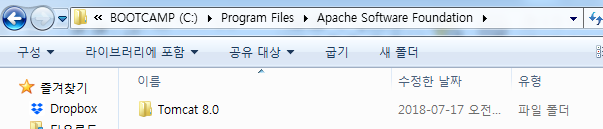 « BOOTCAMP (C:) ▸ Program Files ▸ Apache Software Foundation ▸
구성 ▼ 라이브러리에 포함 ▼ 공유 대상 ▼ 굽기 새 폴더
이름 수정한 날짜 유형
즐겨찾기
Dropbox
Tomcat 8.0 2018-07-17 오전... 파일 폴더